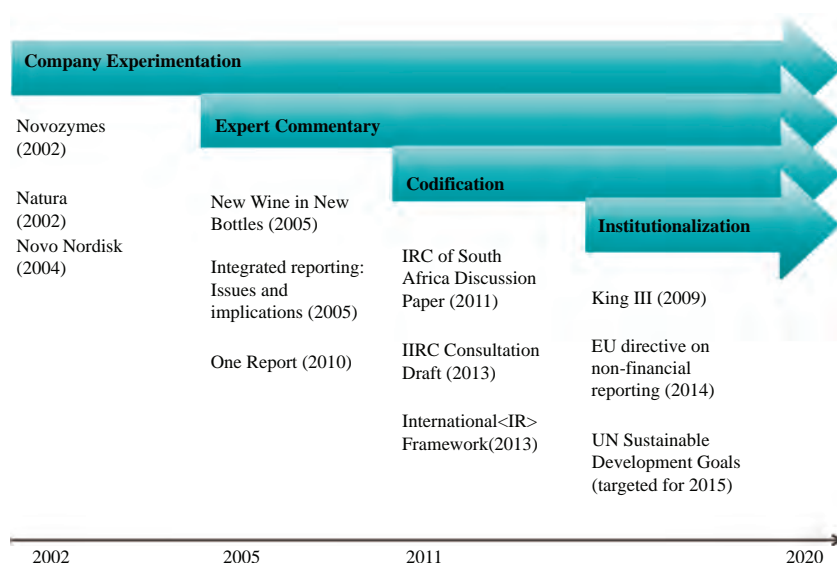 Company Experimentation
Novozymes
(2002)
Natura
(2002)
Novo Nordisk
(2004)
Expert Commentary
New Wine in New
Bottles (2005)
Integrated reporting:
Issues and
implications (2005)
One Report (2010)
Codification
IRC of South
Africa Discussion
Paper (2011)
IIRC Consultation
Draft (2013)
International<IR>
Framework(2013)
Institutionalization
King III (2009)
EU directive on
non-financial
reporting (2014)
UN Sustainable
Development Goals
(targeted for 2015)
2002
2005
2011
2020